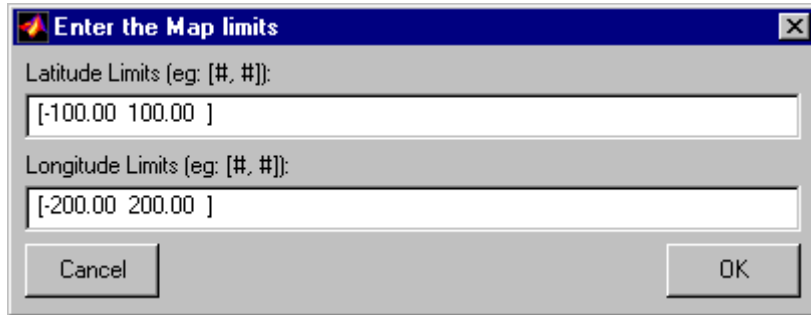 Enter the Map limits
Latitude Limits (eg: [#, #]):
[-100.00  100.00  ]
Longitude Limits (eg: [#, #]):
[-200.00  200.00  ]
Cancel
OK